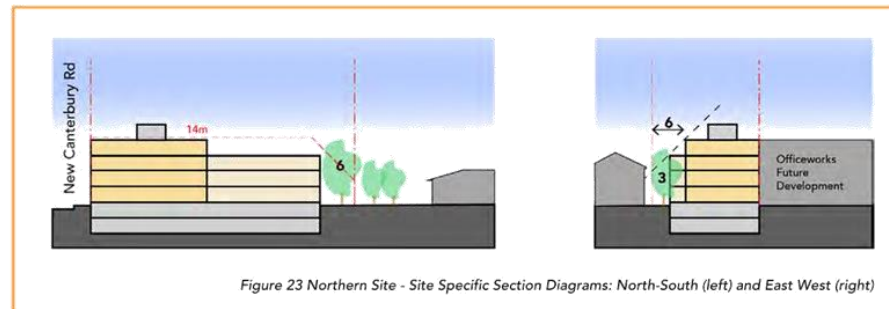 New Canterbury Rd
14m
6
6
3
Officeworks
Future
Development
Figure 23 Northern Site - Site Specific Section Diagrams: North-South (left) and East West (right)